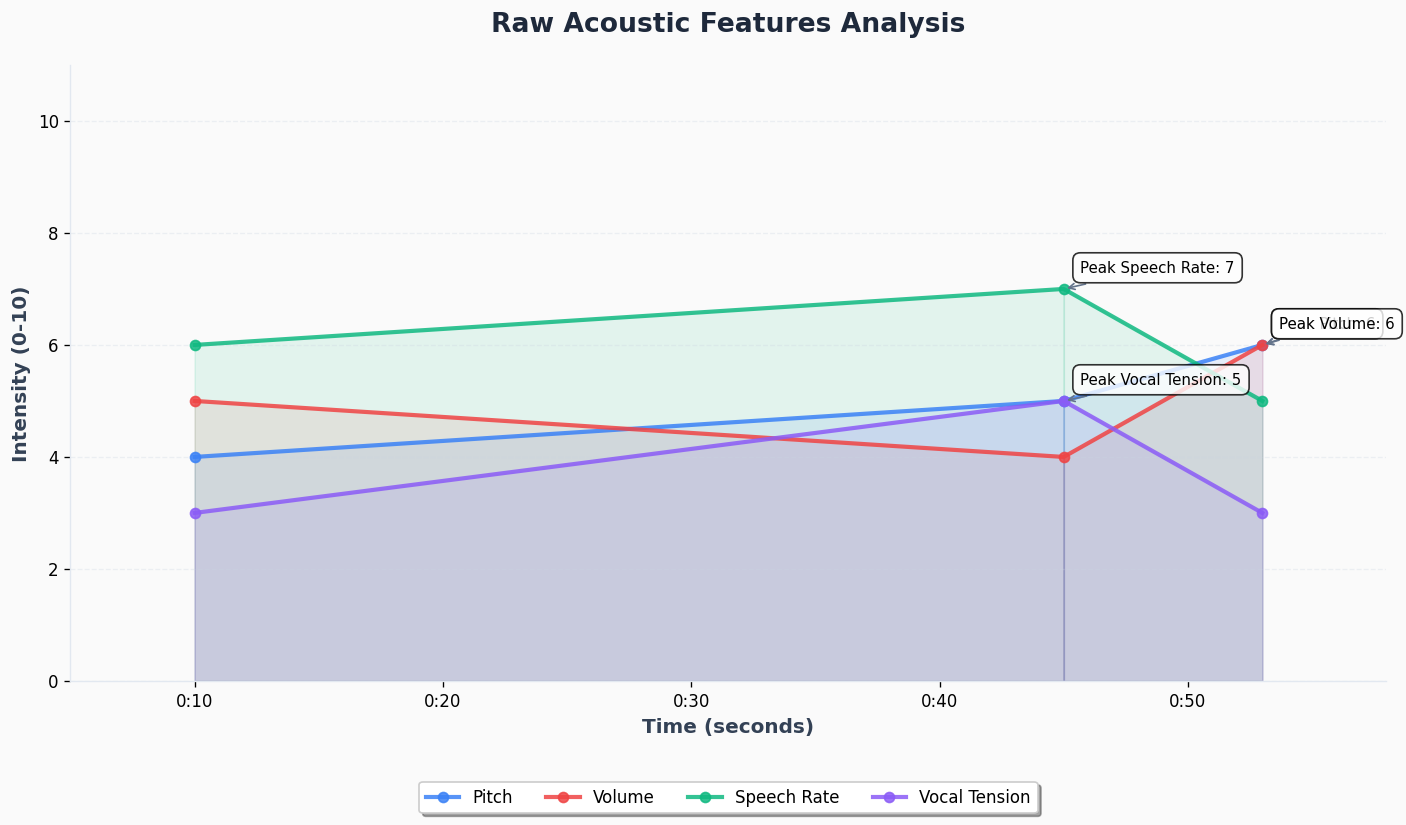 Raw Acoustic Features Analysis
Intensity (0-10)
10
8
6
4
2
0
Peak Speech Rate: 7
Peak Volume: 6
Peak Vocal Tension: 5
0:10 0:20 0:30 0:40 0:50
Time (seconds)
Pitch Volume Speech Rate Vocal Tension